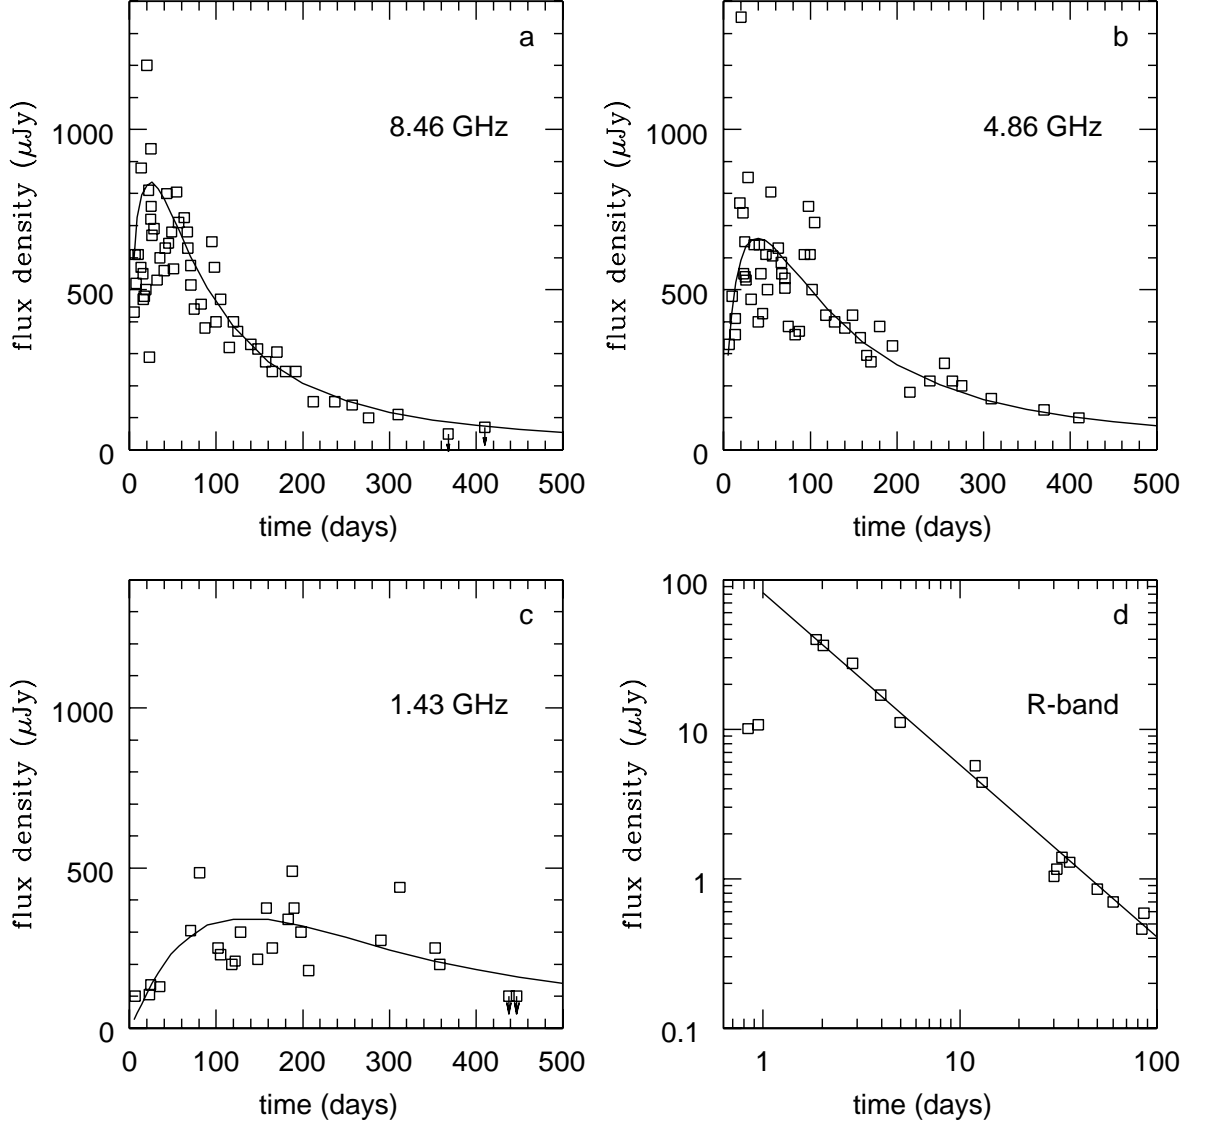 a
8.46 GHz
flux density (μJy)
1000
500
0
0 100 200 300 400 500
time (days)
b
4.86 GHz
flux density (μJy)
1000
500
0
0 100 200 300 400 500
time (days)
c
1.43 GHz
flux density (μJy)
1000
500
0
0 100 200 300 400 500
time (days)
d
R-band
flux density (μJy)
100
10
1
0.1
1 10 100
time (days)